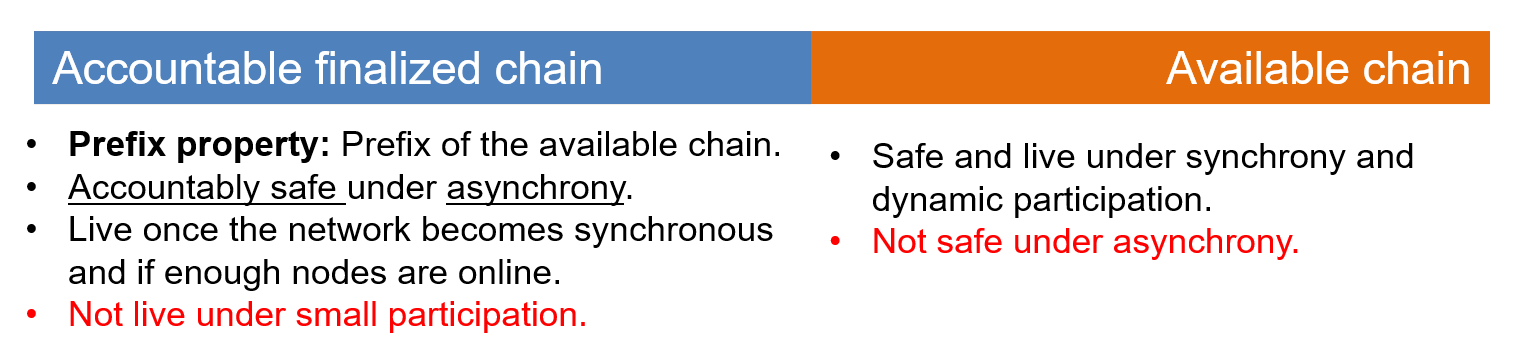 Accountable finalized chain
Available chain
• Prefix property: Prefix of the available chain.
• Accountably safe under asynchrony.
• Live once the network becomes synchronous
and if enough nodes are online.
• Not live under small participation.
• Safe and live under synchrony and
dynamic participation.
• Not safe under asynchrony.